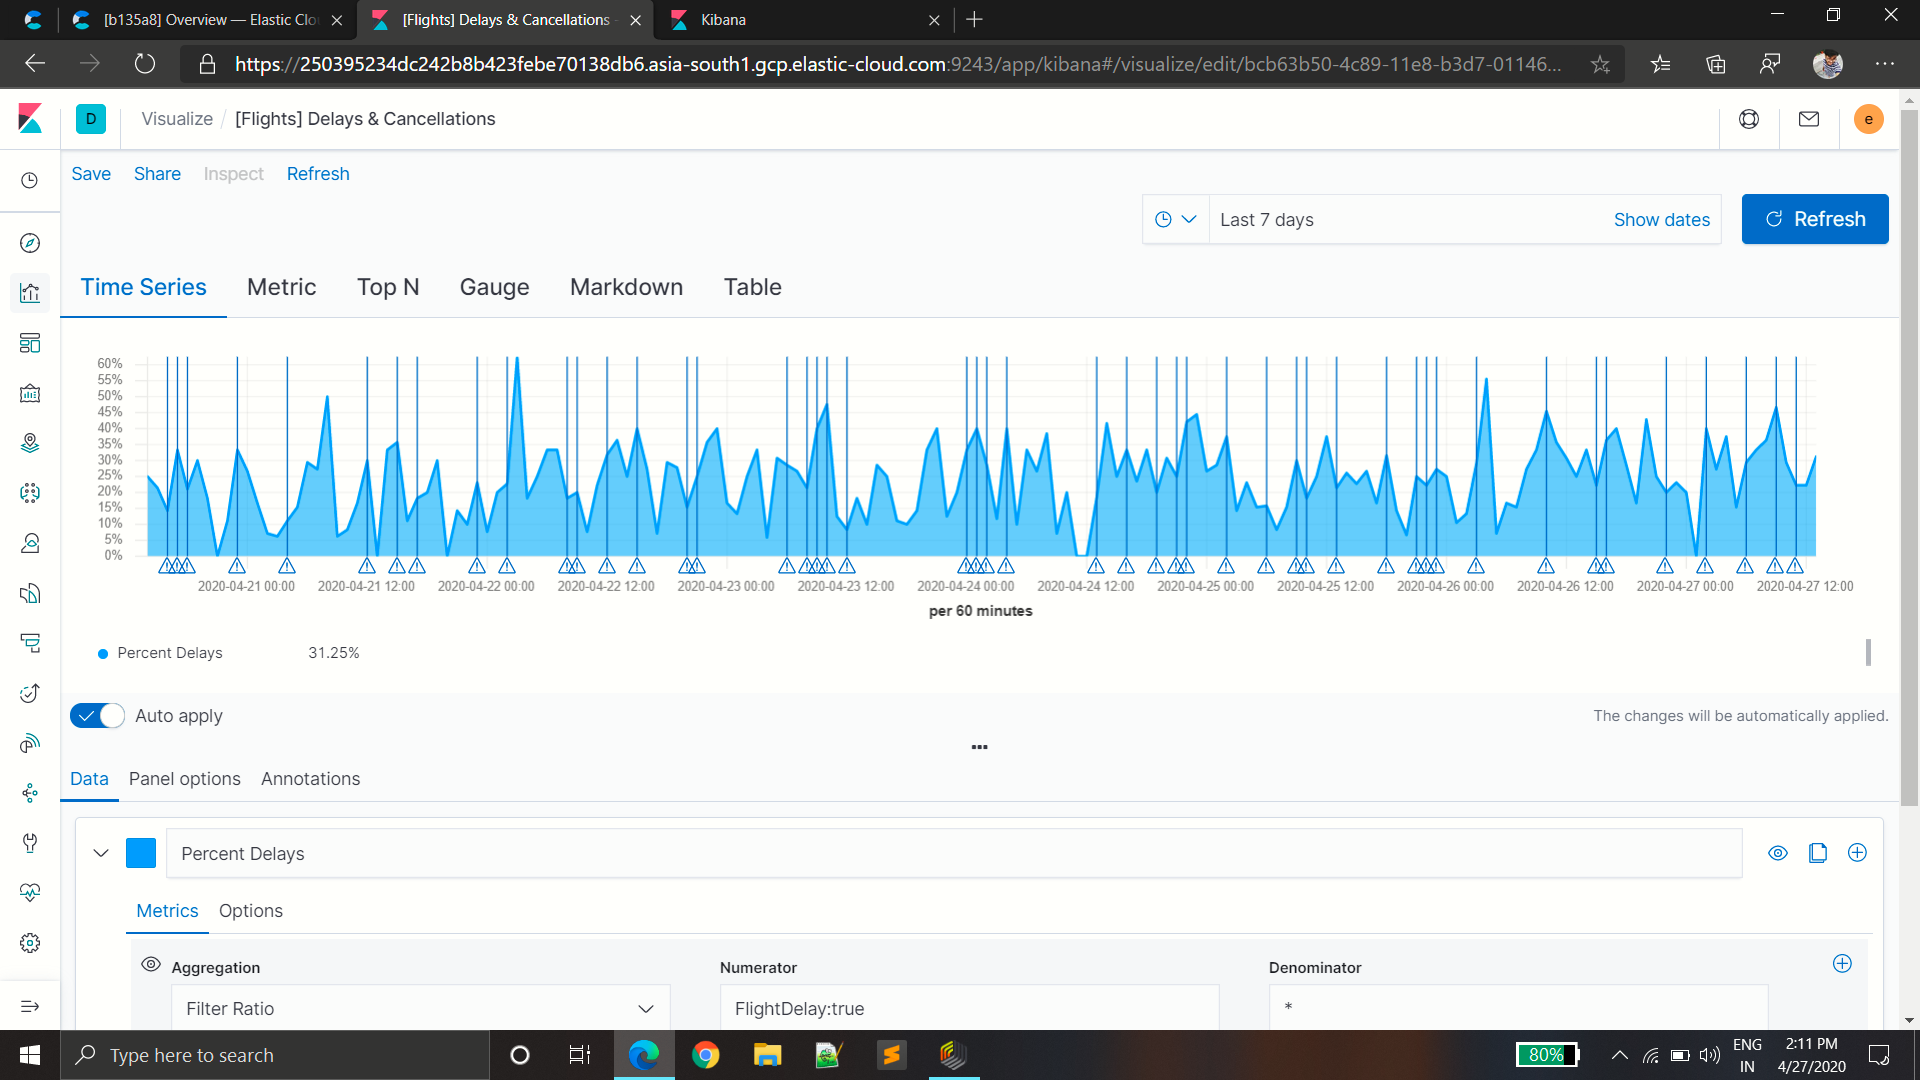 [b135a8] Overview — Elastic Clo
[Flights] Delays & Cancellations
Kibana
https://250395234dc242b8b423febe70138db6.asia-south1.gcp.elastic-cloud.com:9243/app/kibana#/visualize/edit/bcb63b50-4c89-11e8-b3d7-01146...
D
Visualize / [Flights] Delays & Cancellations
e
Save Share Inspect Refresh
Last 7 days
Show dates
Refresh
Time Series Metric Top N Gauge Markdown Table
60%
55%
50%
45%
40%
35%
30%
25%
20%
15%
10%
5%
0%
2020-04-21 00:00 2020-04-21 12:00 2020-04-22 00:00 2020-04-22 12:00 2020-04-23 00:00 2020-04-23 12:00 2020-04-24 00:00 2020-04-24 12:00 2020-04-25 00:00 2020-04-25 12:00 2020-04-26 00:00 2020-04-26 12:00 2020-04-27 00:00 2020-04-27 12:00
per 60 minutes
Percent Delays 31.25%
Auto apply
The changes will be automatically applied.
Data Panel options Annotations
Percent Delays
Metrics Options
Aggregation Numerator Denominator
Filter Ratio FlightDelay:true *
Type here to search
80%
ENG
IN
2:11 PM
4/27/2020